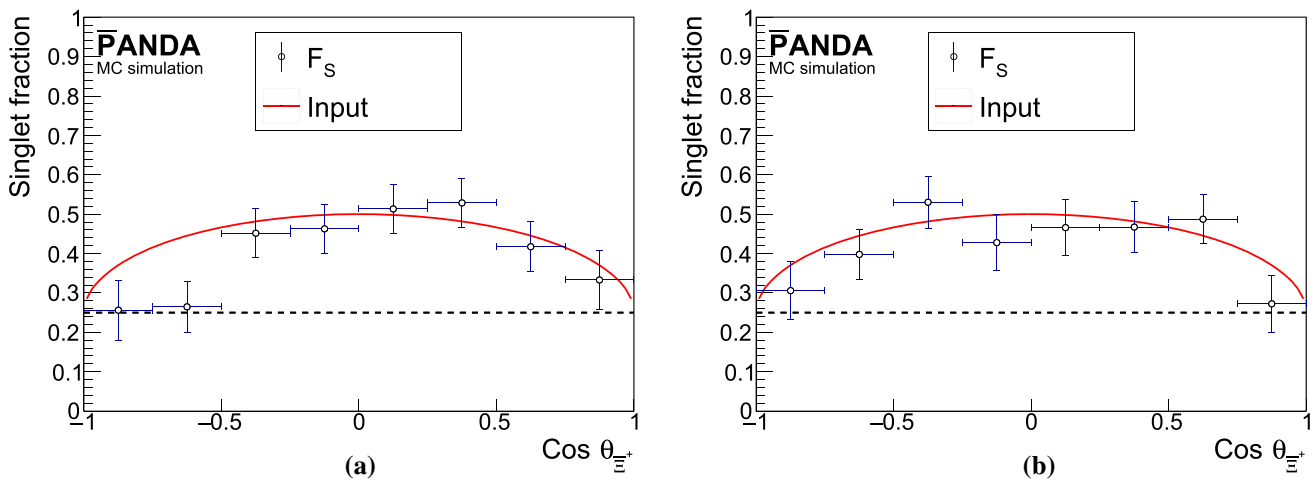 Singlet fraction
1
0.9
0.8
0.7
0.6
0.5
0.4
0.3
0.2
0.1
0
P̅ANDA
MC simulation
F_S
Input
−1
−0.5
0
0.5
1
Cos θ_Ξ̅⁺
(a)
Singlet fraction
1
0.9
0.8
0.7
0.6
0.5
0.4
0.3
0.2
0.1
0
P̅ANDA
MC simulation
F_S
Input
−1
−0.5
0
0.5
1
Cos θ_Ξ̅⁺
(b)